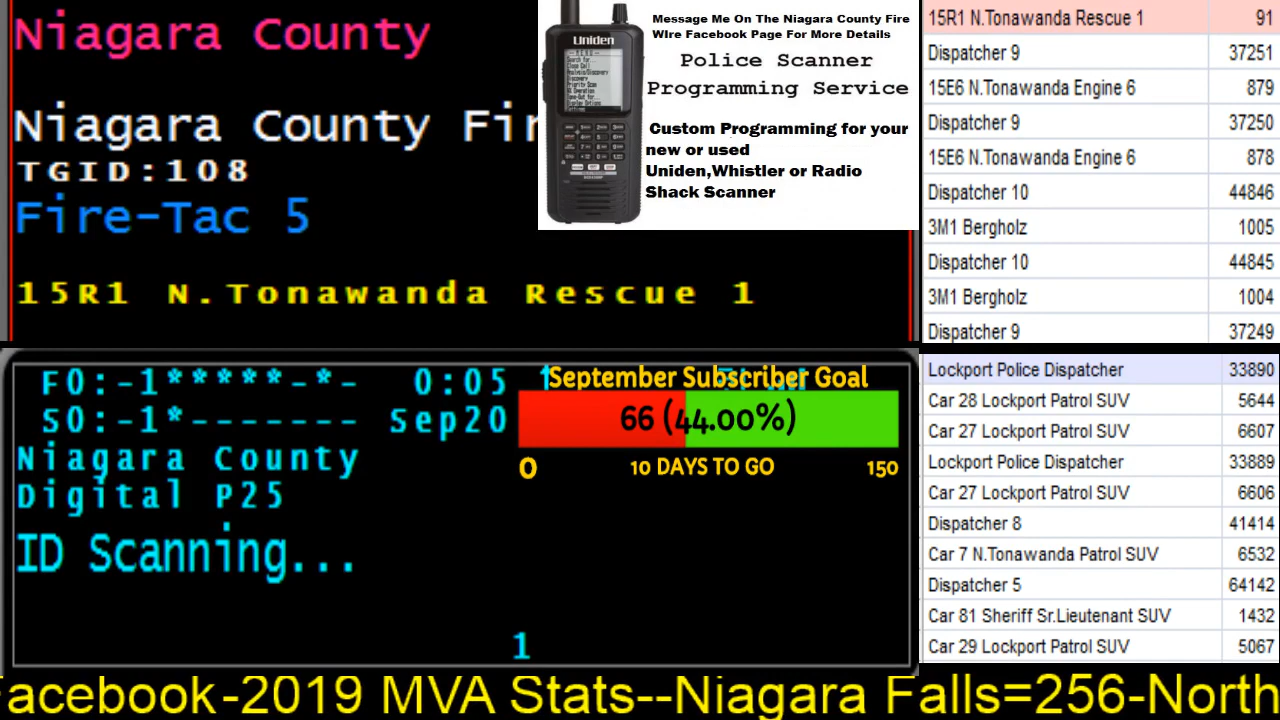 Niagara County
Niagara County Fir
TGID:108
Fire-Tac 5
15R1 N.Tonawanda Rescue 1
Uniden
Message Me On The Niagara County Fire
WIre Facebook Page For More Details
Police Scanner
Programming Service
Custom Programming for your
new or used
Uniden,Whistler or Radio
Shack Scanner
15R1 N.Tonawanda Rescue 1 91
Dispatcher 9 37251
15E6 N.Tonawanda Engine 6 879
Dispatcher 9 37250
15E6 N.Tonawanda Engine 6 878
Dispatcher 10 44846
3M1 Bergholz 1005
Dispatcher 10 44845
3M1 Bergholz 1004
Dispatcher 9 37249
F0:-1*****-*- 0:05
S0:-1*------- Sep20
Niagara County
Digital P25
ID Scanning...
1
September Subscriber Goal
66 (44.00%)
0 10 DAYS TO GO 150
Lockport Police Dispatcher 33890
Car 28 Lockport Patrol SUV 5644
Car 27 Lockport Patrol SUV 6607
Lockport Police Dispatcher 33889
Car 27 Lockport Patrol SUV 6606
Dispatcher 8 41414
Car 7 N.Tonawanda Patrol SUV 6532
Dispatcher 5 64142
Car 81 Sheriff Sr.Lieutenant SUV 1432
Car 29 Lockport Patrol SUV 5067
acebook-2019 MVA Stats--Niagara Falls=256-North